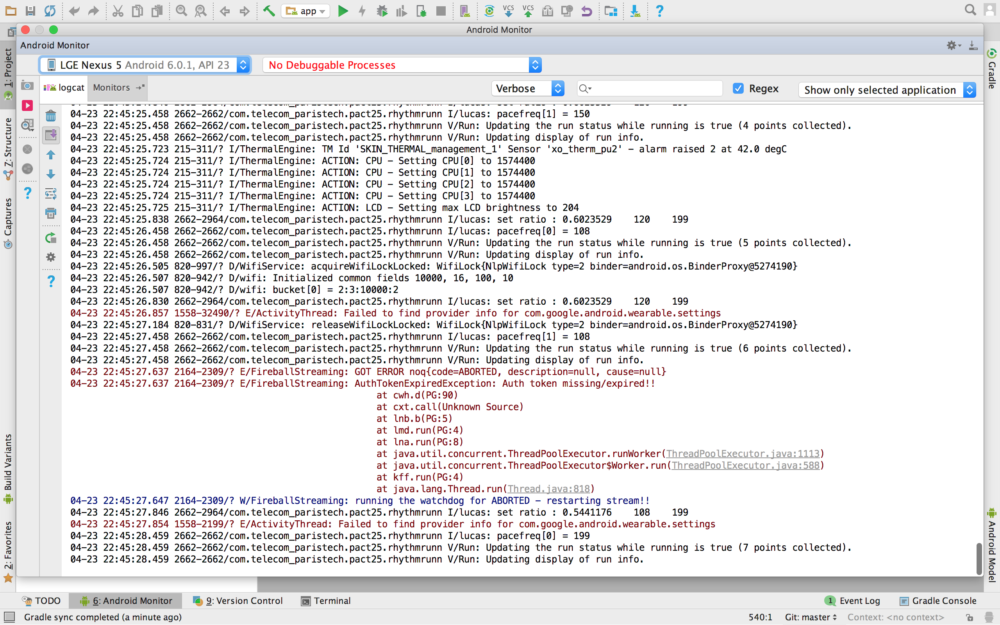 app
VCS
VCS
Android Monitor
Android Monitor
LGE Nexus 5 Android 6.0.1, API 23
No Debuggable Processes
logcat
Monitors
Verbose
Regex
Show only selected application
04-23 22:45:25.458 2662-2662/com.telecom_paristech.pact25.rhythmrunn I/lucas: pacefreq[1] = 150
04-23 22:45:25.458 2662-2662/com.telecom_paristech.pact25.rhythmrunn V/Run: Updating the run status while running is true (4 points collected).
04-23 22:45:25.458 2662-2662/com.telecom_paristech.pact25.rhythmrunn V/Run: Updating display of run info.
04-23 22:45:25.723 215-311/? I/ThermalEngine: TM Id 'SKIN_THERMAL_management_1' Sensor 'xo_therm_pu2' - alarm raised 2 at 42.0 degC
04-23 22:45:25.724 215-311/? I/ThermalEngine: ACTION: CPU - Setting CPU[0] to 1574400
04-23 22:45:25.724 215-311/? I/ThermalEngine: ACTION: CPU - Setting CPU[1] to 1574400
04-23 22:45:25.724 215-311/? I/ThermalEngine: ACTION: CPU - Setting CPU[2] to 1574400
04-23 22:45:25.724 215-311/? I/ThermalEngine: ACTION: CPU - Setting CPU[3] to 1574400
04-23 22:45:25.725 215-311/? I/ThermalEngine: ACTION: LCD - Setting max LCD brightness to 204
04-23 22:45:25.838 2662-2964/com.telecom_paristech.pact25.rhythmrunn I/lucas: set ratio : 0.6023529    120    199
04-23 22:45:26.458 2662-2662/com.telecom_paristech.pact25.rhythmrunn I/lucas: pacefreq[0] = 108
04-23 22:45:26.458 2662-2662/com.telecom_paristech.pact25.rhythmrunn V/Run: Updating the run status while running is true (5 points collected).
04-23 22:45:26.458 2662-2662/com.telecom_paristech.pact25.rhythmrunn V/Run: Updating display of run info.
04-23 22:45:26.505 820-997/? D/WifiService: acquireWifiLockLocked: WifiLock{NlpWifiLock type=2 binder=android.os.BinderProxy@5274190}
04-23 22:45:26.507 820-942/? D/wifi: Initialized common fields 10000, 16, 100, 10
04-23 22:45:26.507 820-942/? D/wifi: bucket[0] = 2:3:10000:2
04-23 22:45:26.830 2662-2964/com.telecom_paristech.pact25.rhythmrunn I/lucas: set ratio : 0.6023529    120    199
04-23 22:45:26.857 1558-32490/? E/ActivityThread: Failed to find provider info for com.google.android.wearable.settings
04-23 22:45:27.184 820-831/? D/WifiService: releaseWifiLockLocked: WifiLock{NlpWifiLock type=2 binder=android.os.BinderProxy@5274190}
04-23 22:45:27.458 2662-2662/com.telecom_paristech.pact25.rhythmrunn I/lucas: pacefreq[1] = 108
04-23 22:45:27.458 2662-2662/com.telecom_paristech.pact25.rhythmrunn V/Run: Updating the run status while running is true (6 points collected).
04-23 22:45:27.458 2662-2662/com.telecom_paristech.pact25.rhythmrunn V/Run: Updating display of run info.
04-23 22:45:27.637 2164-2309/? E/FireballStreaming: GOT ERROR noq{code=ABORTED, description=null, cause=null}
04-23 22:45:27.637 2164-2309/? E/FireballStreaming: AuthTokenExpiredException: Auth token missing/expired!!
at cwh.d(PG:90)
at cxt.call(Unknown Source)
at lnb.b(PG:5)
at lmd.run(PG:4)
at lna.run(PG:8)
at java.util.concurrent.ThreadPoolExecutor.runWorker(ThreadPoolExecutor.java:1113)
at java.util.concurrent.ThreadPoolExecutor$Worker.run(ThreadPoolExecutor.java:588)
at kff.run(PG:4)
at java.lang.Thread.run(Thread.java:818)
04-23 22:45:27.647 2164-2309/? W/FireballStreaming: running the watchdog for ABORTED - restarting stream!!
04-23 22:45:27.846 2662-2964/com.telecom_paristech.pact25.rhythmrunn I/lucas: set ratio : 0.5441176    108    199
04-23 22:45:27.854 1558-2199/? E/ActivityThread: Failed to find provider info for com.google.android.wearable.settings
04-23 22:45:28.459 2662-2662/com.telecom_paristech.pact25.rhythmrunn I/lucas: pacefreq[0] = 199
04-23 22:45:28.459 2662-2662/com.telecom_paristech.pact25.rhythmrunn V/Run: Updating the run status while running is true (7 points collected).
04-23 22:45:28.459 2662-2662/com.telecom_paristech.pact25.rhythmrunn V/Run: Updating display of run info.
1: Project
7: Structure
Captures
Build Variants
2: Favorites
Gradle
Android Model
TODO
6: Android Monitor
9: Version Control
Terminal
1 Event Log
Gradle Console
Gradle sync completed (a minute ago)
540:1
Git: master
Context: <no context>